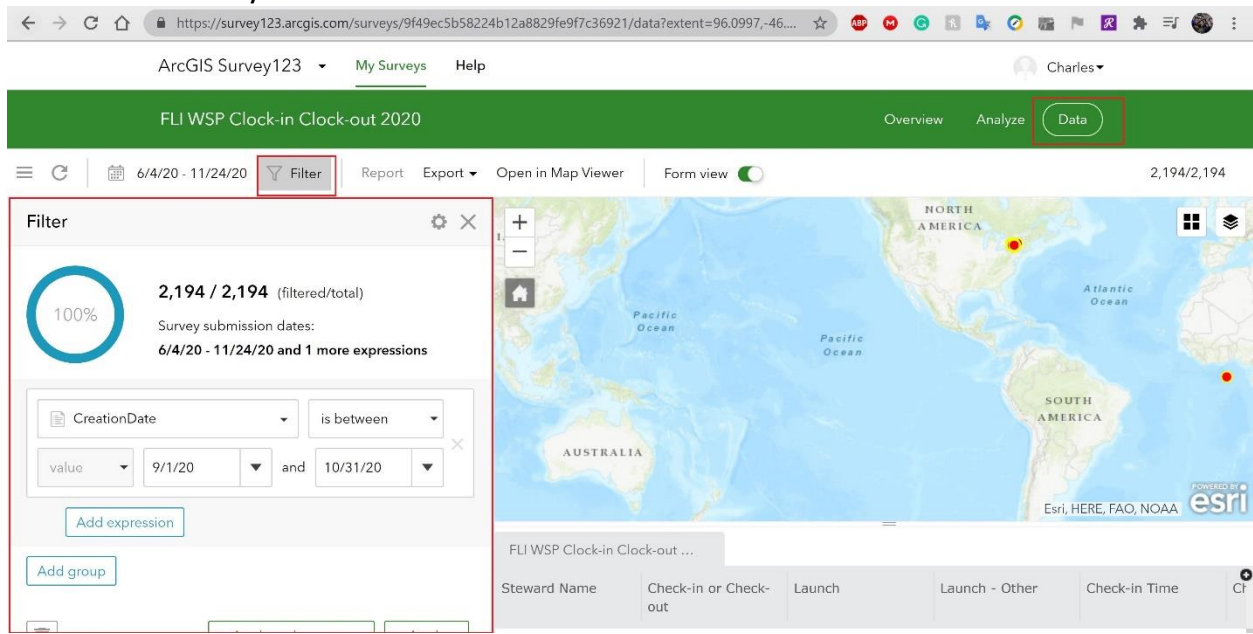 https://survey123.arcgis.com/surveys/9f49ec5b58224b12a8829fe9f7c36921/data?extent=96.0997,-46....
ArcGIS Survey123 My Surveys Help Charles
FLI WSP Clock-in Clock-out 2020 Overview Analyze Data
6/4/20 - 11/24/20 Filter Report Export Open in Map Viewer Form view 2,194/2,194
Filter
100%
2,194 / 2,194 (filtered/total)
Survey submission dates:
6/4/20 - 11/24/20 and 1 more expressions
CreationDate is between
value 9/1/20 and 10/31/20
Add expression
Add group
+
−
NORTH
AMERICA
Atlantic
Ocean
Pacific
Ocean
Pacific
Ocean
SOUTH
AMERICA
AUSTRALIA
POWERED BY
esri
Esri, HERE, FAO, NOAA
FLI WSP Clock-in Clock-out ...
Steward Name Check-in or Check-out Launch Launch - Other Check-in Time